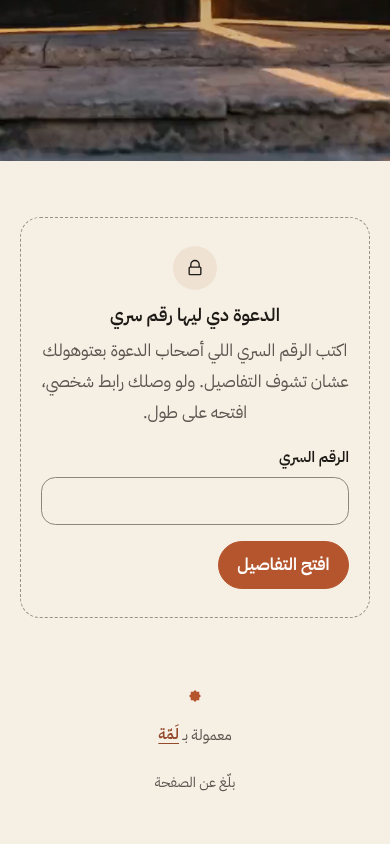 الدعوة دي ليها رقم سري
اكتب الرقم السري اللي أصحاب الدعوة بعتوهولك
عشان تشوف التفاصيل. ولو وصلك رابط شخصي،
افتحه على طول.
الرقم السري
افتح التفاصيل
معمولة بـ لَمّة
بلّغ عن الصفحة